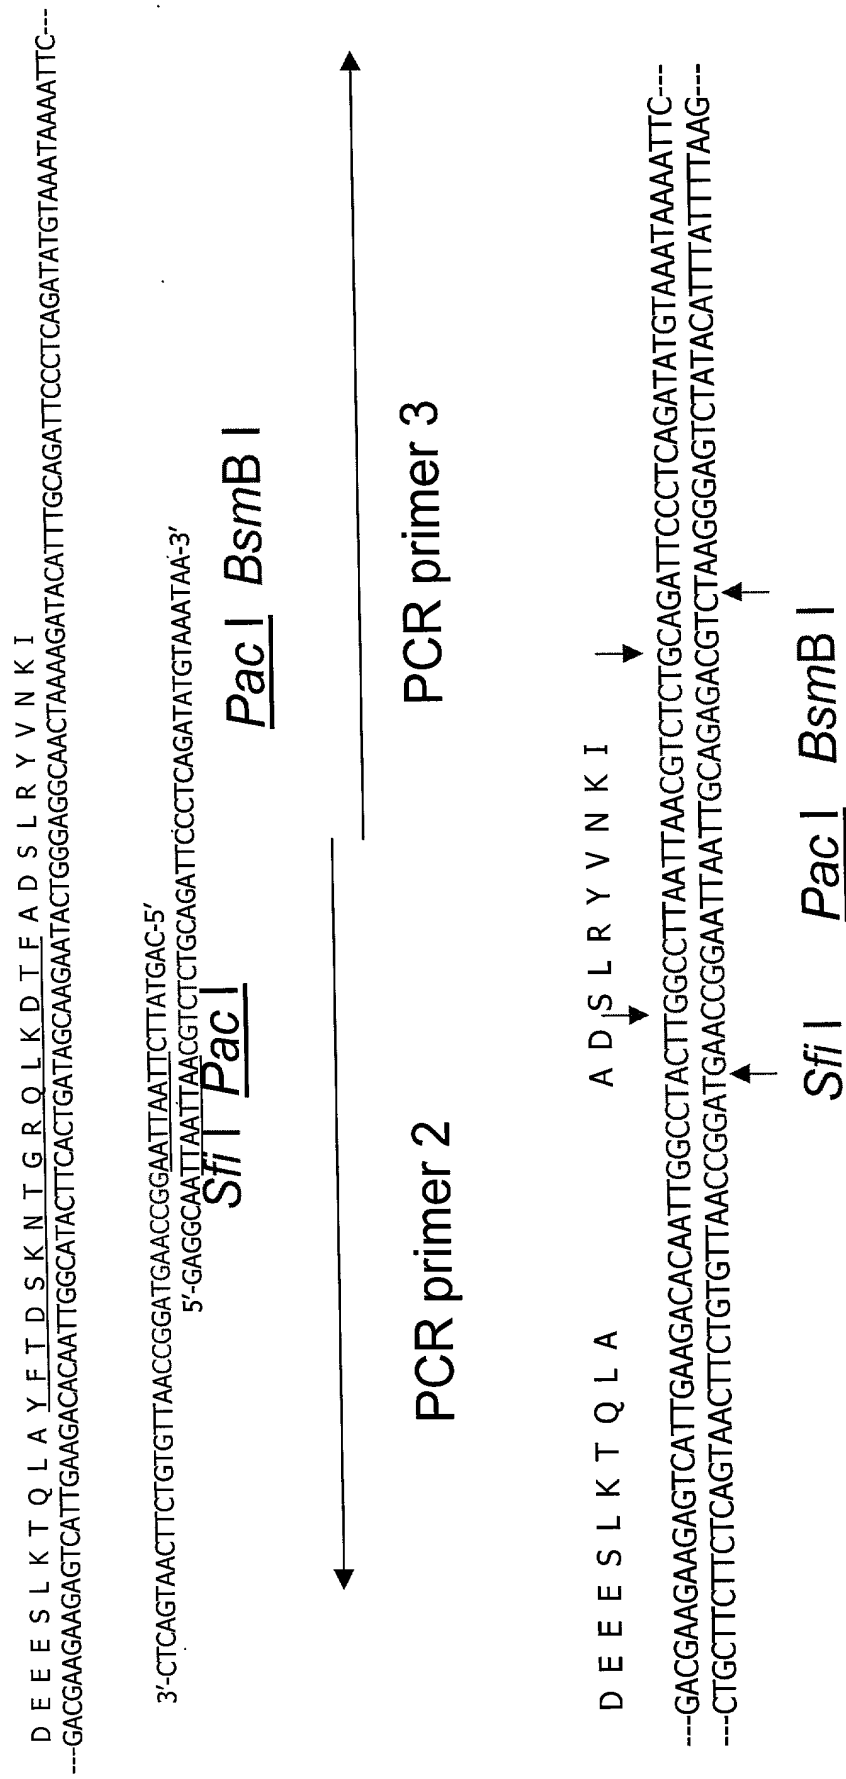 D E E E S L K T Q L A Y F T D S K N T G R Q L K D T F A D S L R Y V N K I
---GACGAAGAAGAGTCATTGAAGACACAATTGGCATACTTCACTGATAGCAAGAATACTGGGAGGCAACTAAAAGATACATTTGCAGATTCCCTCAGATATGTAAATAAAATTC---
3'-CTCAGTAACTTCTGTGTTAACCGGATGAACCGGAATTAATTCTTATGAC-5'
5'-GAGGCAATTAATTAACGTCTCTGCAGATTCCCTCAGATATGTAAATAA-3'
Sfi I Pac I
Pac I BsmB I
PCR primer 2
PCR primer 3
D E E E S L K T Q L A
A D S L R Y V N K I
---GACGAAGAAGAGTCATTGAAGACACAATTGGCCTACTTGGCCTTAATTAACGTCTCTGCAGATTCCCTCAGATATGTAAATAAAATTC---
---CTGCTTCTTCTCAGTAACTTCTGTGTTAACCGGATGAACCGGAATTAATTGCAGAGACGTCTAAGGGAGTCTATACATTTATTTTAAG---
Sfi I Pac I BsmB I